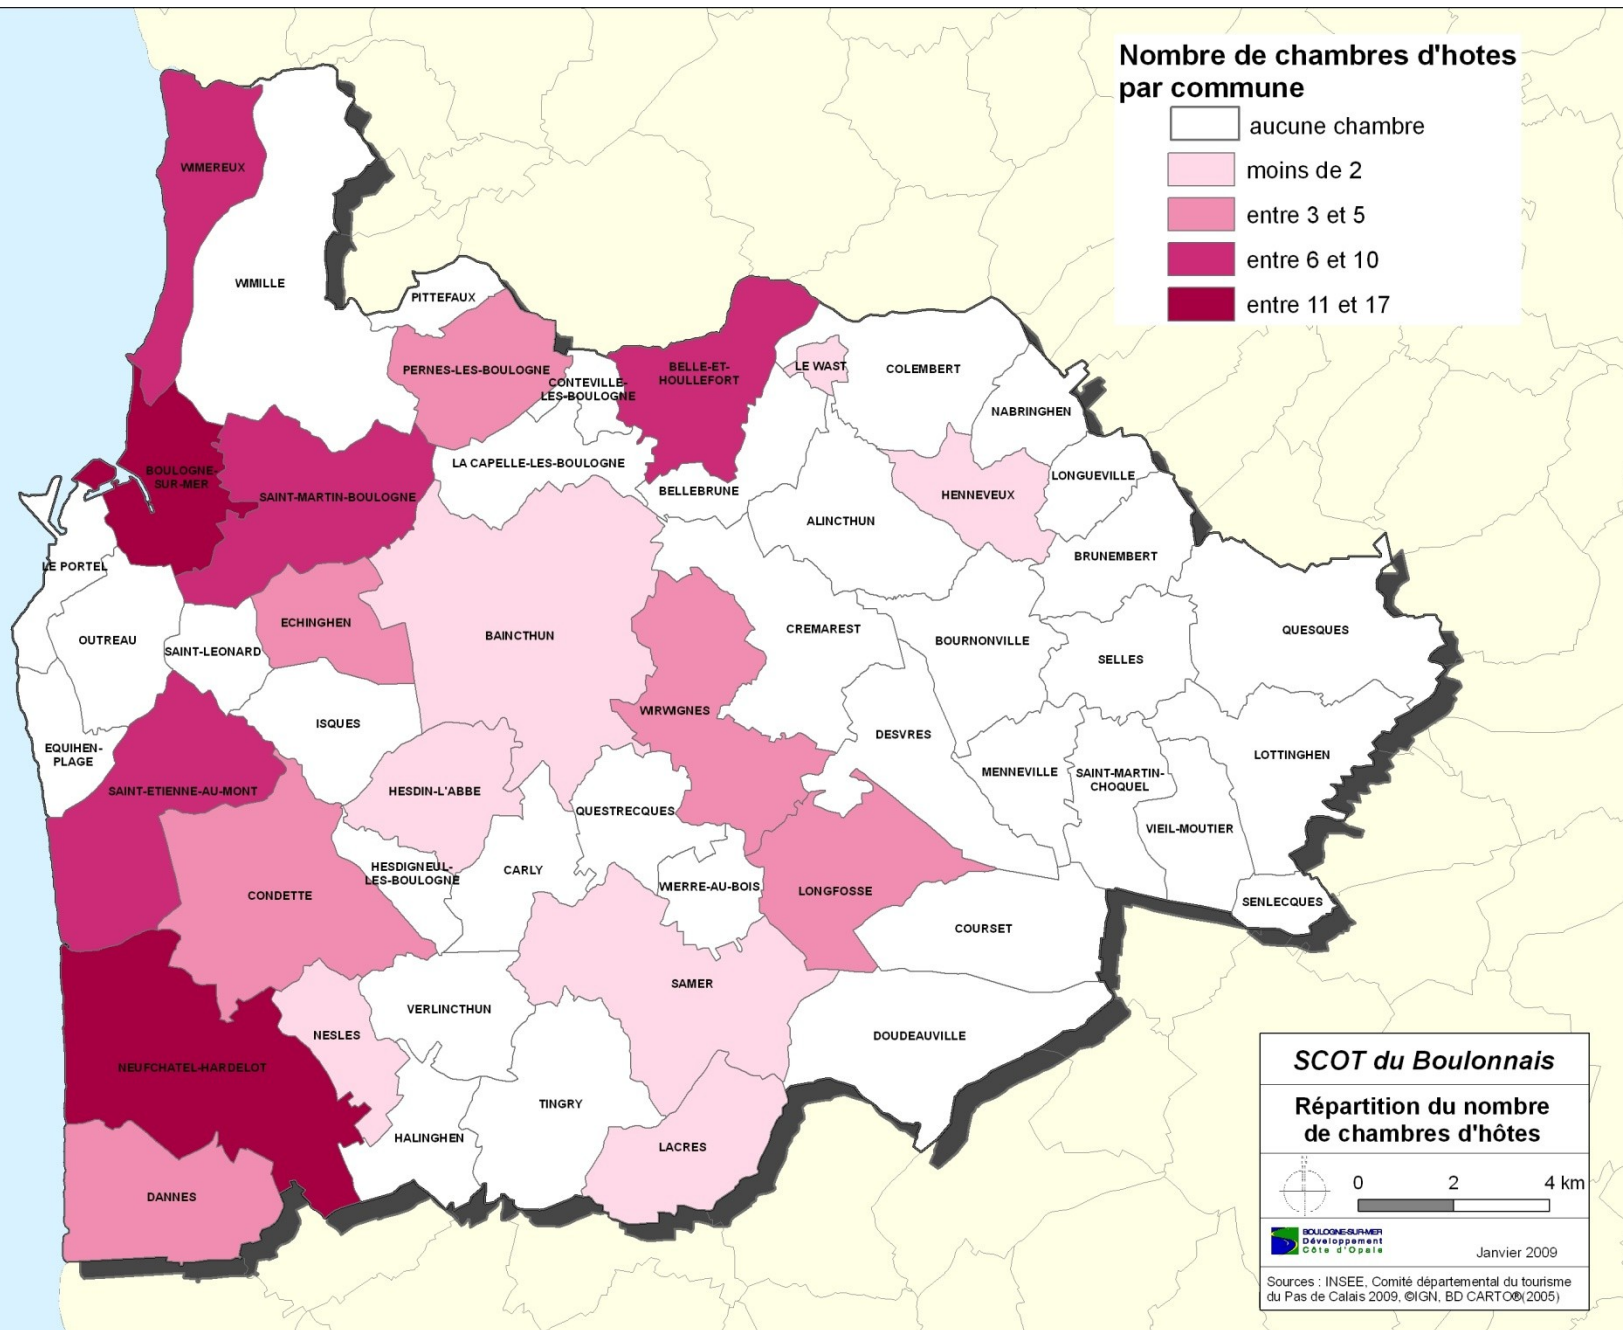 Nombre de chambres d'hotes
par commune
aucune chambre
moins de 2
entre 3 et 5
entre 6 et 10
entre 11 et 17
WIMEREUX
WIMILLE
PITTEFAUX
PERNES-LES-BOULOGNE
CONTEVILLE-
LES-BOULOGNE
BELLE-ET-
HOULLEFORT
LE WAST
COLEMBERT
NABRINGHEN
BOULOGNE-
SUR-MER
SAINT-MARTIN-BOULOGNE
LA CAPELLE-LES-BOULOGNE
BELLEBRUNE
ALINCTHUN
HENNEVEUX
LONGUEVILLE
BRUNEMBERT
LE PORTEL
OUTREAU
SAINT-LEONARD
ECHINGHEN
BAINCTHUN
CREMAREST
BOURNONVILLE
SELLES
QUESQUES
EQUIHEN-
PLAGE
ISQUES
WIRWIGNES
DESVRES
MENNEVILLE
SAINT-MARTIN-
CHOQUEL
LOTTINGHEN
SAINT-ETIENNE-AU-MONT
HESDIN-L'ABBE
QUESTRECQUES
VIEIL-MOUTIER
CONDETTE
HESDIGNEUL-
LES-BOULOGNE
CARLY
WIERRE-AU-BOIS
LONGFOSSE
COURSET
SENLECQUES
NEUFCHATEL-HARDELOT
NESLES
VERLINCTHUN
SAMER
DOUDEAUVILLE
DANNES
HALINGHEN
TINGRY
LACRES
SCOT du Boulonnais
Répartition du nombre
de chambres d'hôtes
N
0 2 4 km
BOULOGNE-SUR-MER
Développement
Côte d'Opale
Janvier 2009
Sources : INSEE, Comité départemental du tourisme
du Pas de Calais 2009, ©IGN, BD CARTO®(2005)